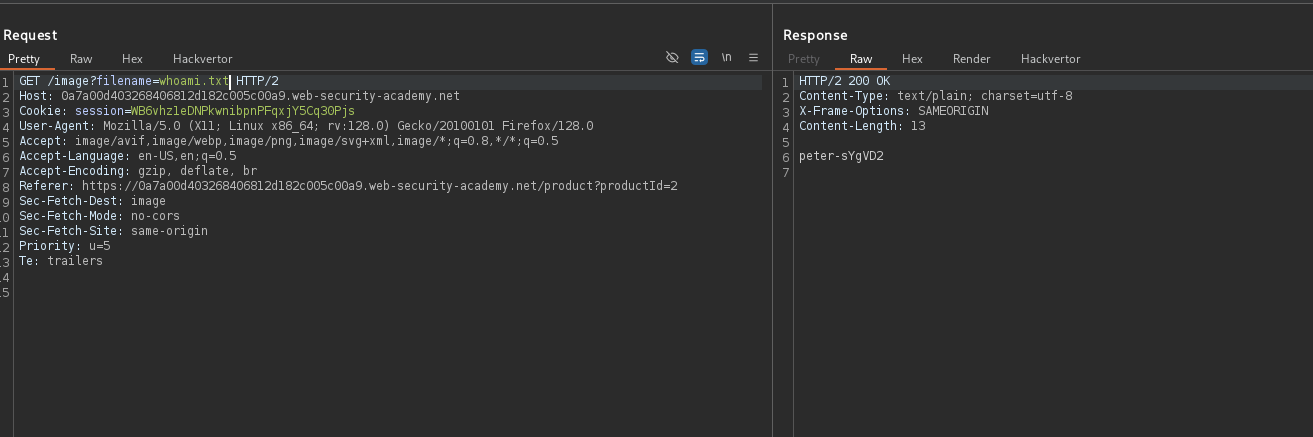 Request
Pretty Raw Hex Hackvertor \n
1 GET /image?filename=whoami.txt HTTP/2
2 Host: 0a7a00d403268406812d182c005c00a9.web-security-academy.net
3 Cookie: session=WB6vhzleDNPkwnibpnPFqxjY5Cq30Pjs
4 User-Agent: Mozilla/5.0 (X11; Linux x86_64; rv:128.0) Gecko/20100101 Firefox/128.0
5 Accept: image/avif,image/webp,image/png,image/svg+xml,image/*;q=0.8,*/*;q=0.5
6 Accept-Language: en-US,en;q=0.5
7 Accept-Encoding: gzip, deflate, br
8 Referer: https://0a7a00d403268406812d182c005c00a9.web-security-academy.net/product?productId=2
9 Sec-Fetch-Dest: image
10 Sec-Fetch-Mode: no-cors
11 Sec-Fetch-Site: same-origin
12 Priority: u=5
13 Te: trailers
14
15
Response
Pretty Raw Hex Render Hackvertor
1 HTTP/2 200 OK
2 Content-Type: text/plain; charset=utf-8
3 X-Frame-Options: SAMEORIGIN
4 Content-Length: 13
5
6 peter-sYgVD2
7